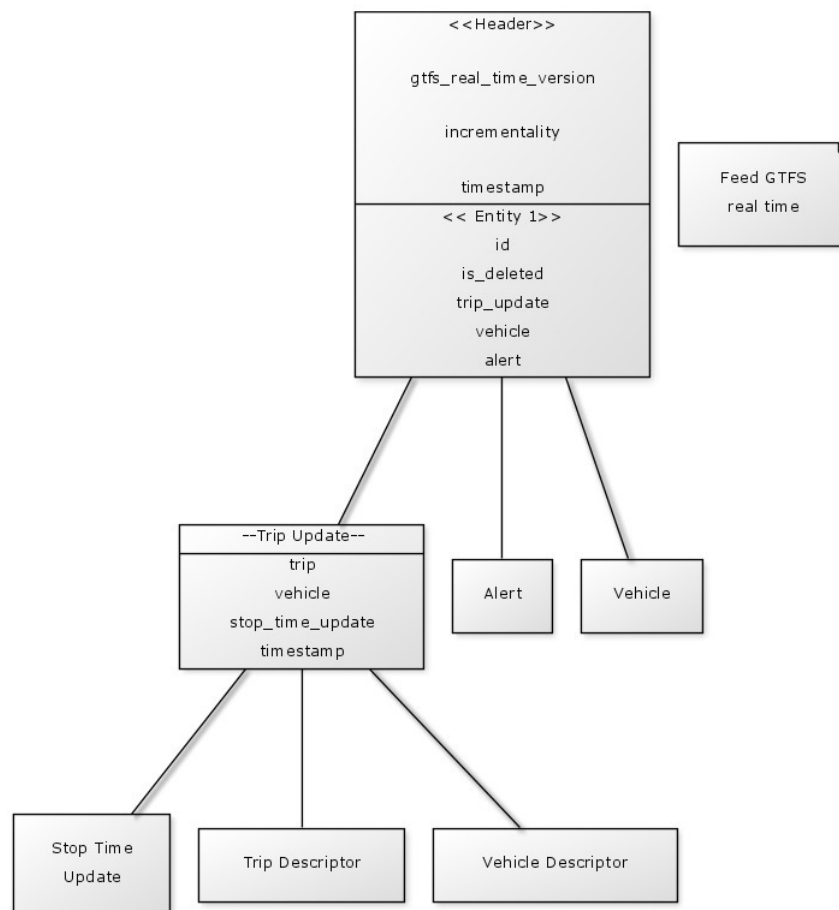 <<Header>>
gtfs_real_time_version
incrementality
timestamp
<< Entity 1>>
id
is_deleted
trip_update
vehicle
alert
Feed GTFS
real time
--Trip Update--
trip
vehicle
stop_time_update
timestamp
Alert
Vehicle
Stop Time
Update
Trip Descriptor
Vehicle Descriptor